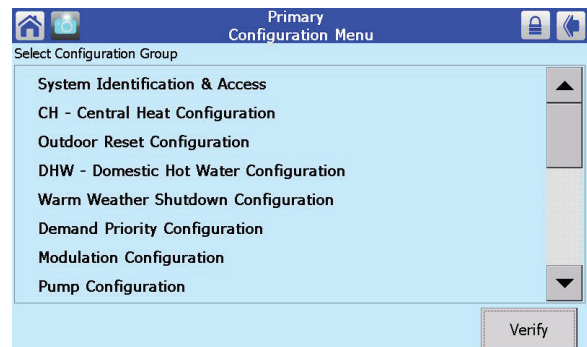 Primary
Configuration Menu
Select Configuration Group
System Identification & Access
CH - Central Heat Configuration
Outdoor Reset Configuration
DHW - Domestic Hot Water Configuration
Warm Weather Shutdown Configuration
Demand Priority Configuration
Modulation Configuration
Pump Configuration
Verify